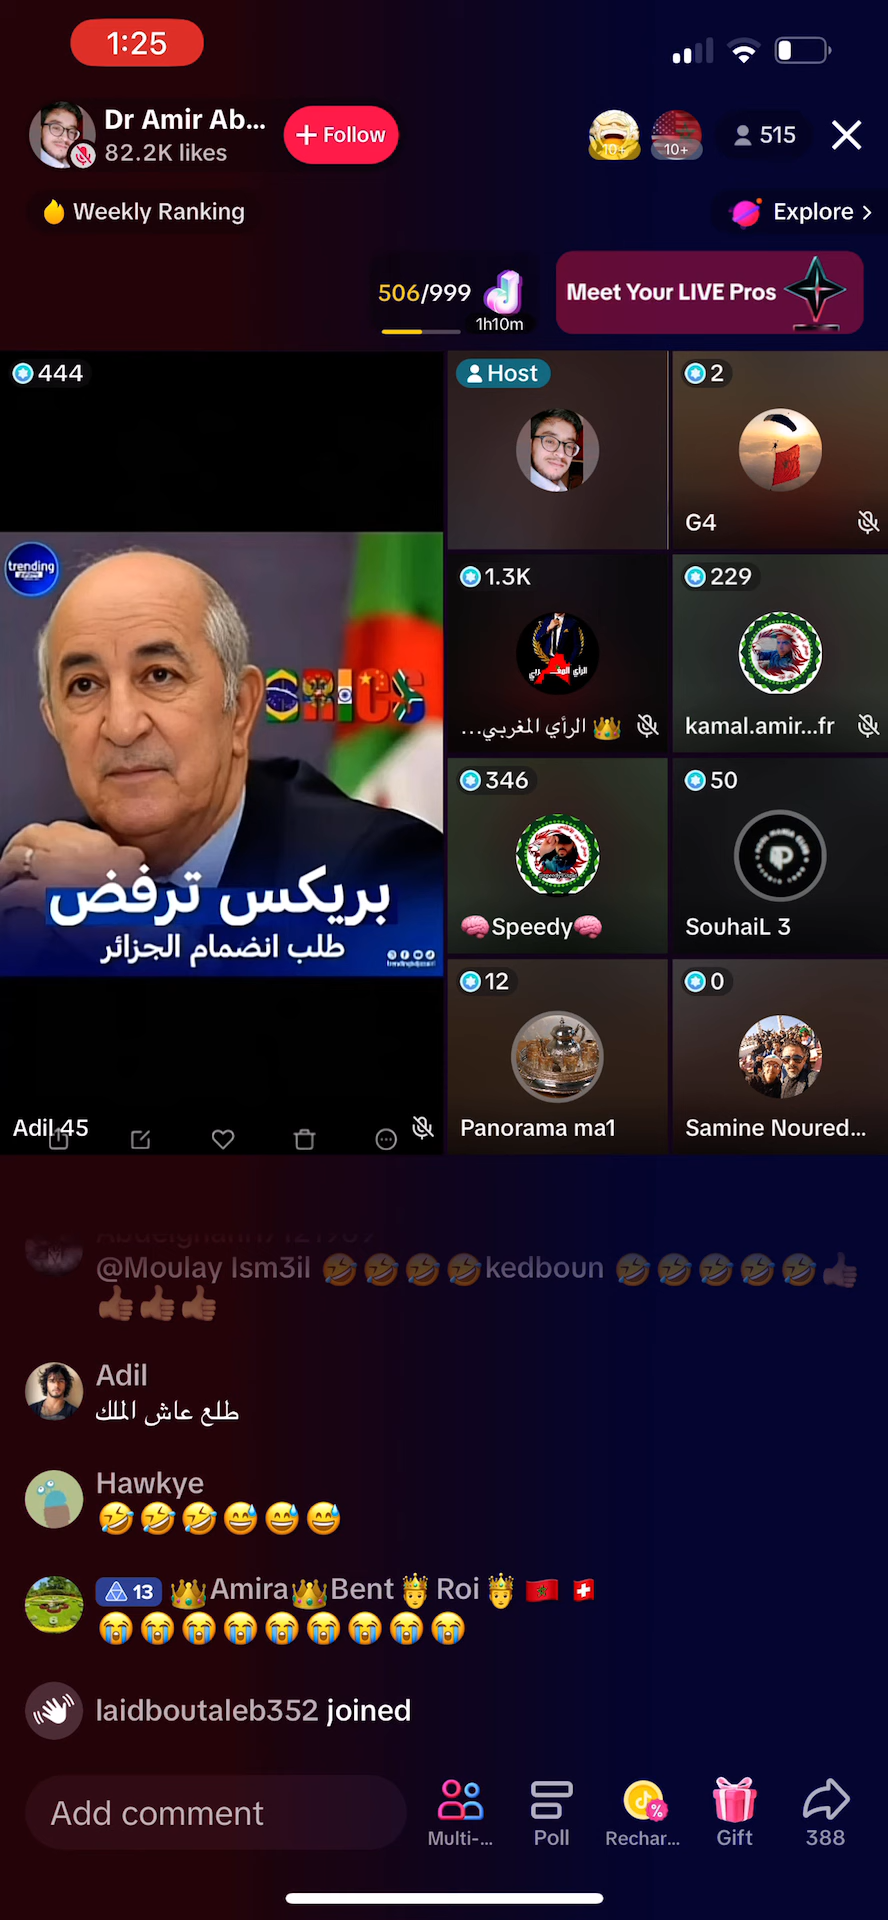 1:25
Dr Amir Ab...
82.2K likes
+ Follow
10+
10+
515
Weekly Ranking
Explore >
506/999
1h10m
Meet Your LIVE Pros
444
Host
2
G4
trending
BRICS
بريكس ترفض
طلب انضمام الجزائر
Adil 45
1.3K
الرأي المغربي...
229
kamal.amir...fr
346
🧠Speedy🧠
50
SouhaiL 3
12
Panorama ma1
0
Samine Noured...
@Moulay Ism3il 🤣🤣🤣🤣kedboun 🤣🤣🤣🤣🤣👍🏽
👍🏽👍🏽👍🏽
Adil
طلع عاش الملك
Hawkye
🤣🤣🤣😅😅😅
13 👑Amira👑Bent🤴Roi🤴 🇲🇦 🇨🇭
😭😭😭😭😭😭😭😭😭
laidboutaleb352 joined
Add comment
Multi-...
Poll
Rechar...
Gift
388